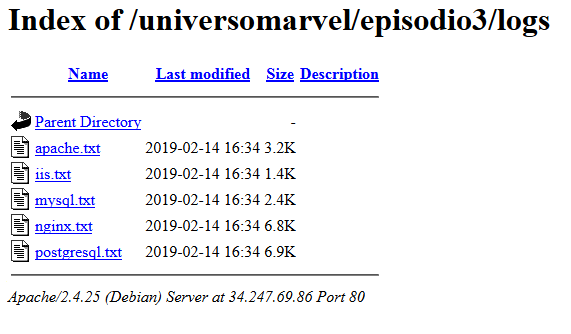 Index of /universomarvel/episodio3/logs
Name Last modified Size Description
Parent Directory -
apache.txt 2019-02-14 16:34 3.2K
iis.txt 2019-02-14 16:34 1.4K
mysql.txt 2019-02-14 16:34 2.4K
nginx.txt 2019-02-14 16:34 6.8K
postgresql.txt 2019-02-14 16:34 6.9K
Apache/2.4.25 (Debian) Server at 34.247.69.86 Port 80